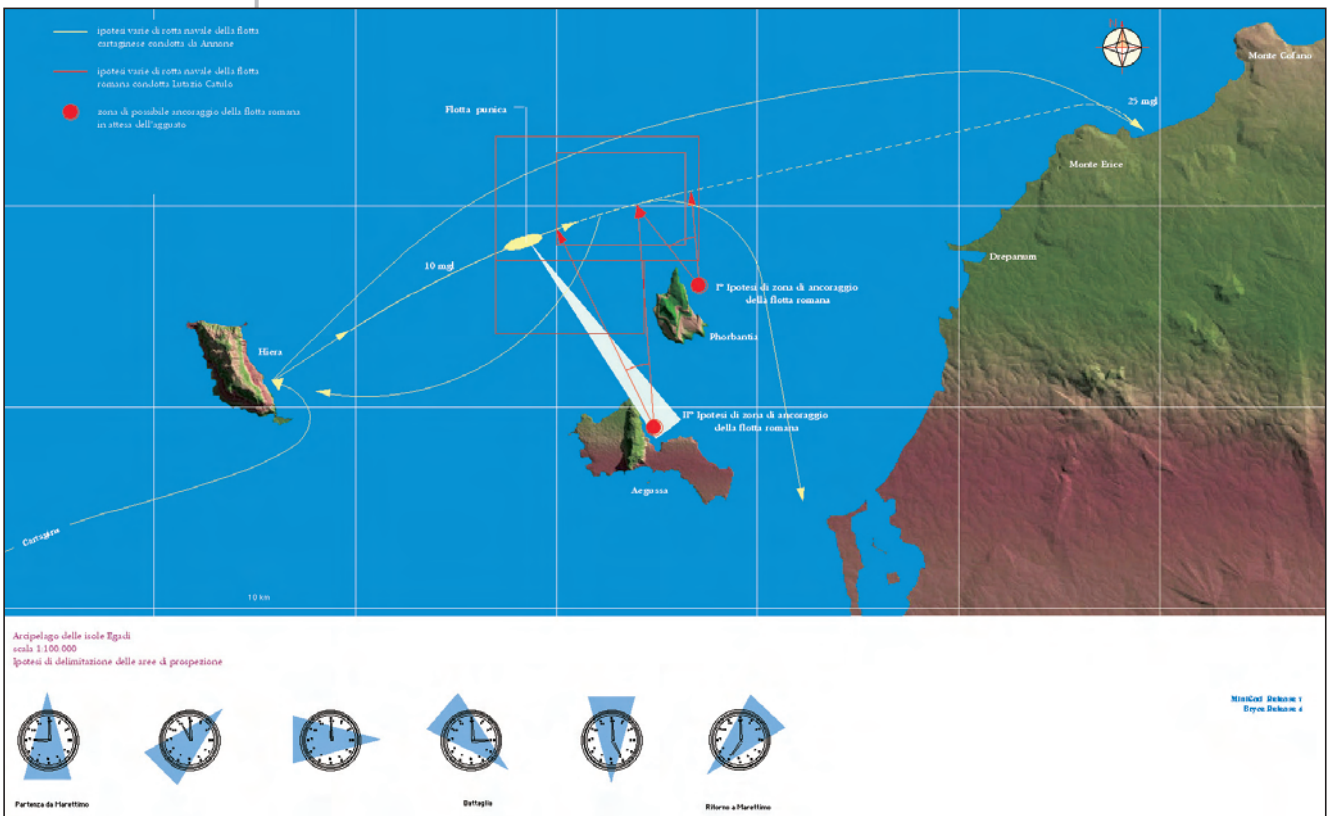 ipotesi varie di rotta navale della flotta
cartaginese condotta da Annone
ipotesi varie di rotta navale della flotta
romana condotta Lutazio Catulo
zona di possibile ancoraggio della flotta romana
in attesa dell'agguato
Flotta punica
Monte Cofano
25 mgl
Monte Erice
10 mgl
Drepanum
I° Ipotesi di zona di ancoraggio
della flotta romana
Phorbantia
Hiera
II° Ipotesi di zona di ancoraggio
della flotta romana
Aegussa
Cartagine
10 km
Arcipelago delle isole Egadi
scala 1:100.000
Ipotesi di delimitazione delle aree di prospezione
Release
Bryce Release 4
Partenza da Marettimo
Battaglia
Ritorno a Marettimo